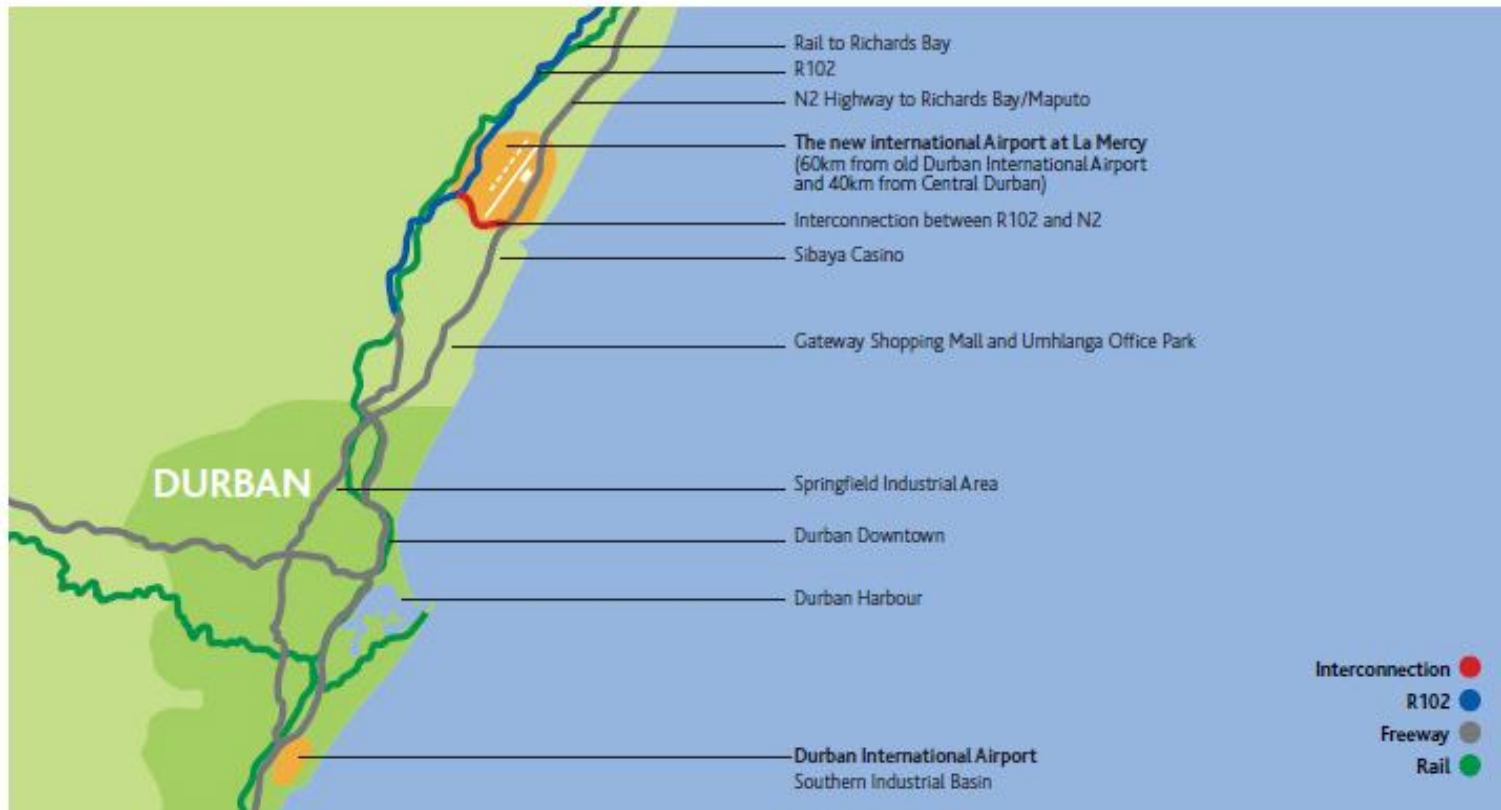 Rail to Richards Bay
R102
N2 Highway to Richards Bay/Maputo
The new international Airport at La Mercy
(60km from old Durban International Airport
and 40km from Central Durban)
Interconnection between R102 and N2
Sibaya Casino
Gateway Shopping Mall and Umhlanga Office Park
DURBAN
Springfield Industrial Area
Durban Downtown
Durban Harbour
Interconnection
R102
Freeway
Rail
Durban International Airport
Southern Industrial Basin